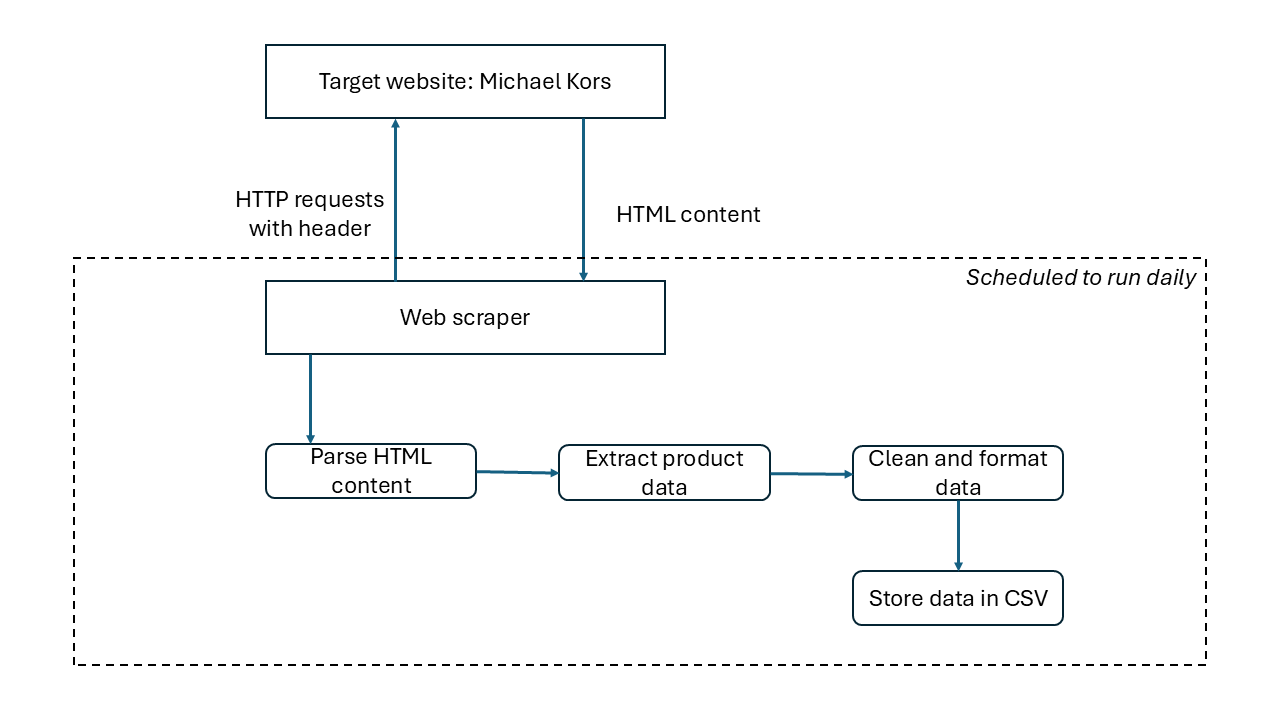 Target website: Michael Kors
HTTP requests
with header
HTML content
Scheduled to run daily
Web scraper
Parse HTML
content
Extract product
data
Clean and format
data
Store data in CSV